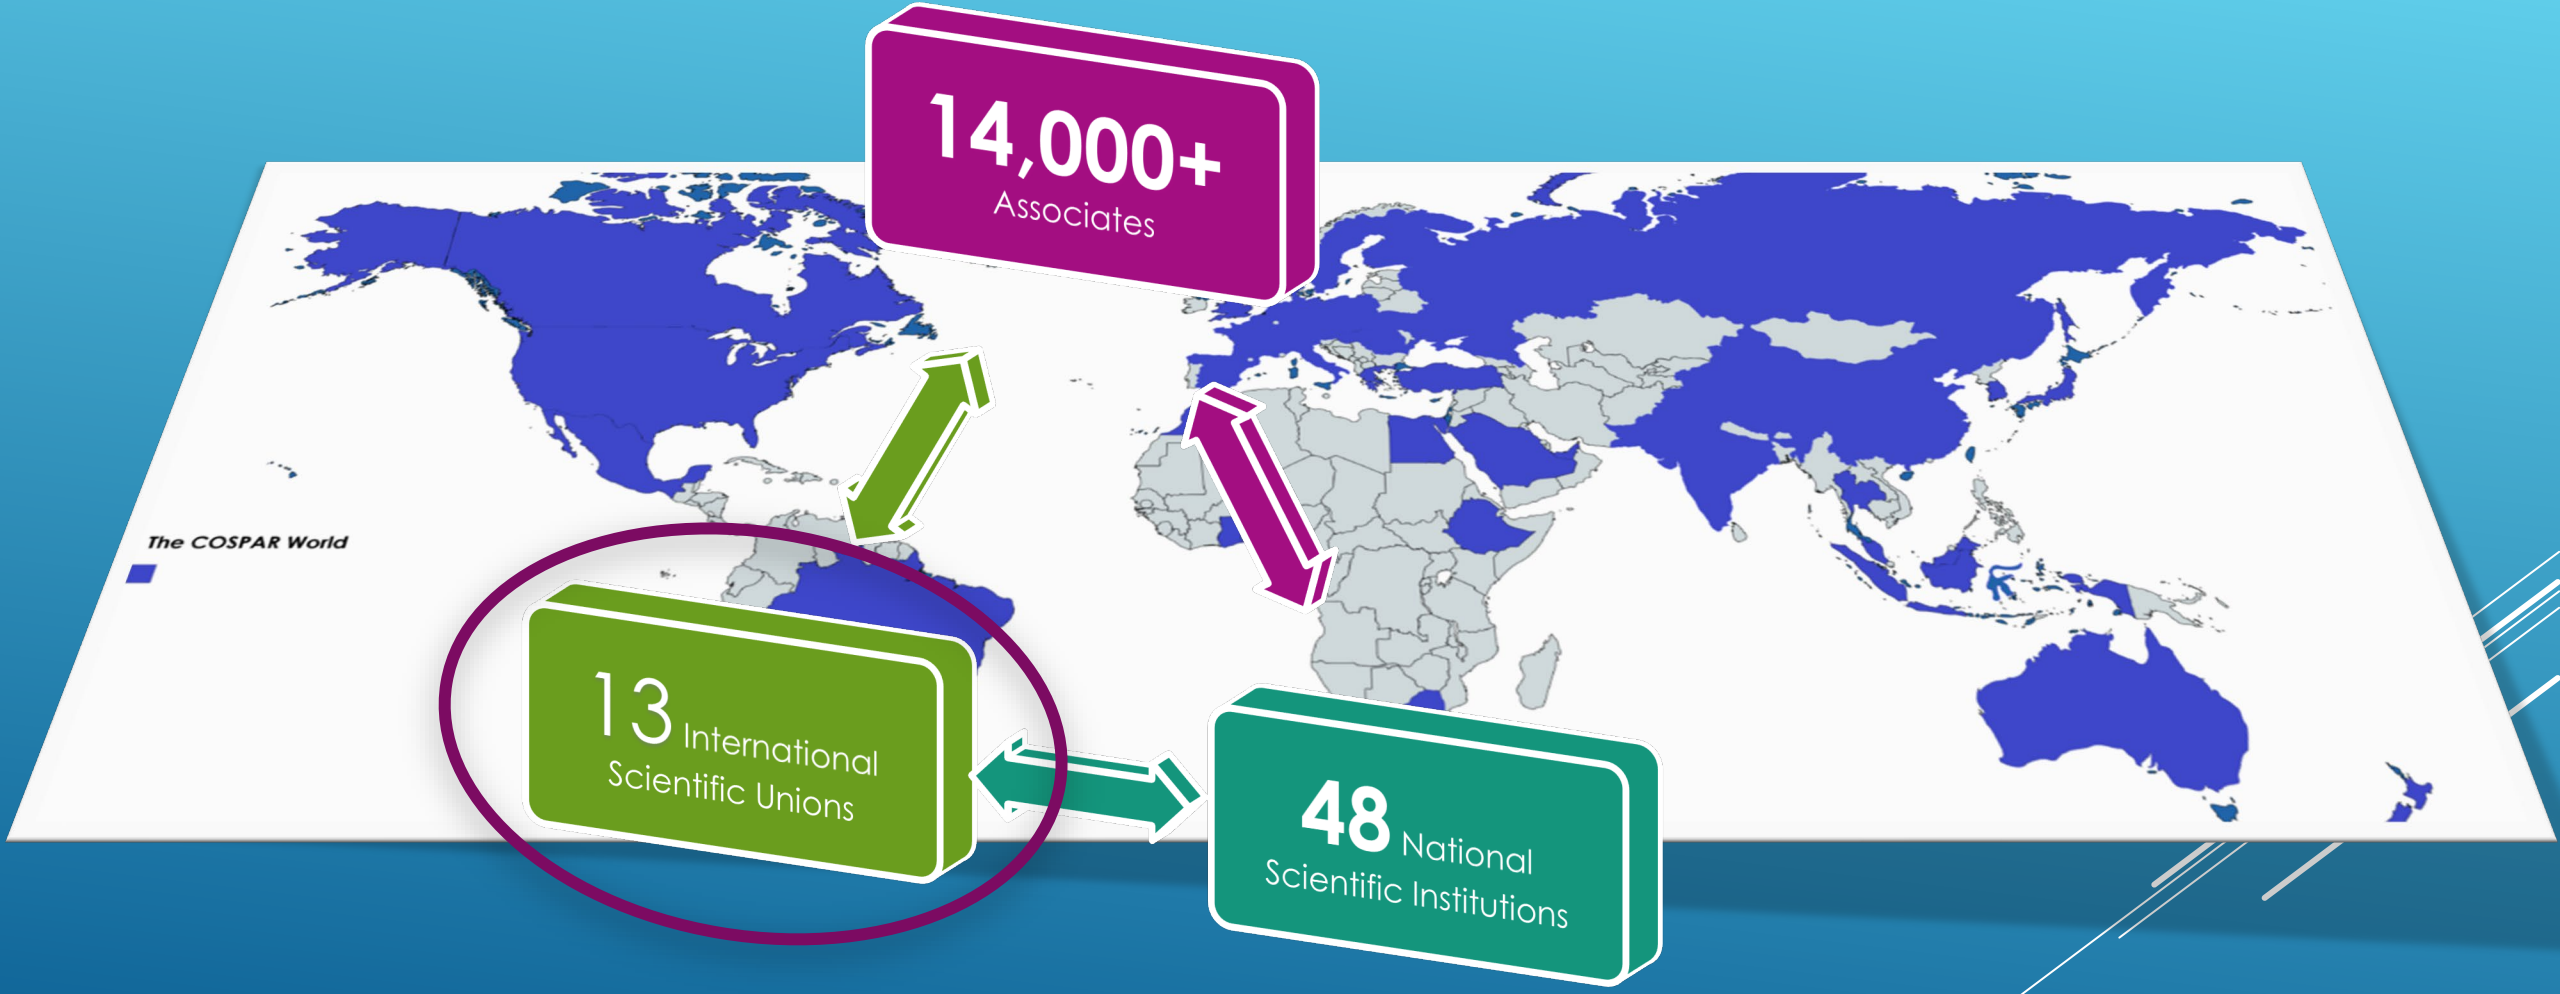 14,000+
Associates
The COSPAR World
13 International
Scientific Unions
48 National
Scientific Institutions